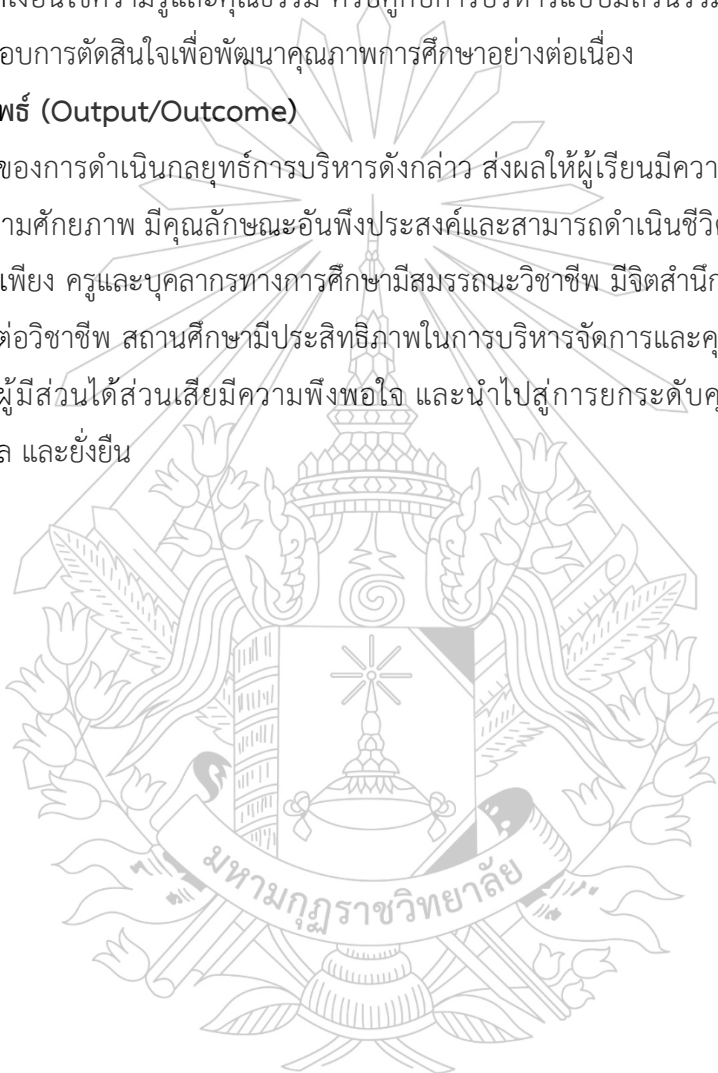 เงื่อนไขความรู้และคุณธรรม ควบคู่กับการบริหารแบบมีส่วนร่วม
อบการตัดสินใจเพื่อพัฒนาคุณภาพการศึกษาอย่างต่อเนื่อง
พธ์ (Output/Outcome)
ของการดำเนินกลยุทธ์การบริหารดังกล่าว ส่งผลให้ผู้เรียนมีความ
ามศักยภาพ มีคุณลักษณะอันพึงประสงค์และสามารถดำเนินชีวิต
เพียง ครูและบุคลากรทางการศึกษามีสมรรถนะวิชาชีพ มีจิตสำนึก
ต่อวิชาชีพ สถานศึกษามีประสิทธิภาพในการบริหารจัดการและคุ
ผู้มีส่วนได้ส่วนเสียมีความพึงพอใจ และนำไปสู่การยกระดับคุ
ล และยั่งยืน
มหามกุฏราชวิทยาลัย